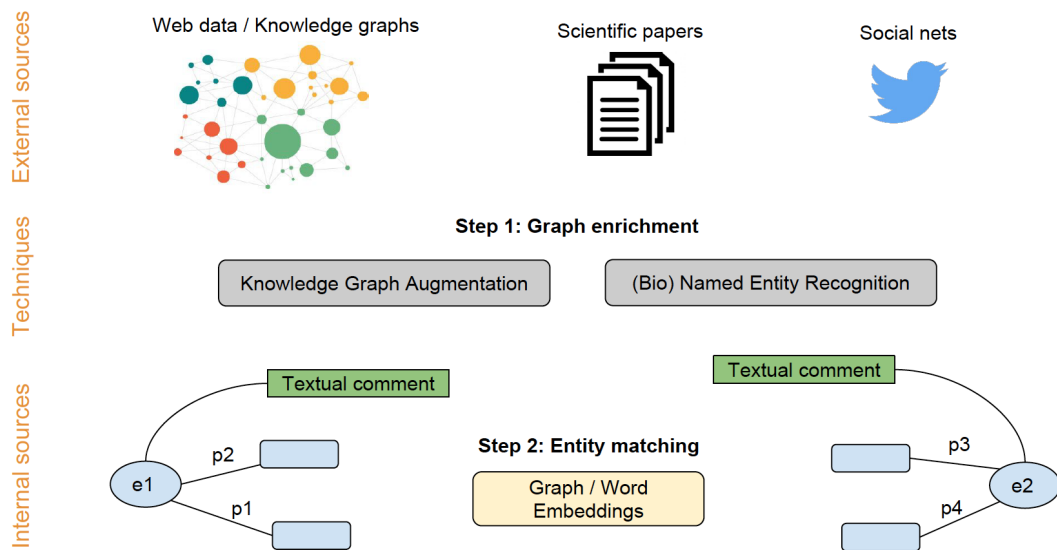 External sources
Web data / Knowledge graphs
Scientific papers
Social nets
Techniques
Step 1: Graph enrichment
Knowledge Graph Augmentation
(Bio) Named Entity Recognition
Internal sources
Textual comment
Textual comment
p2
e1
p1
Step 2: Entity matching
Graph / Word
Embeddings
p3
e2
p4